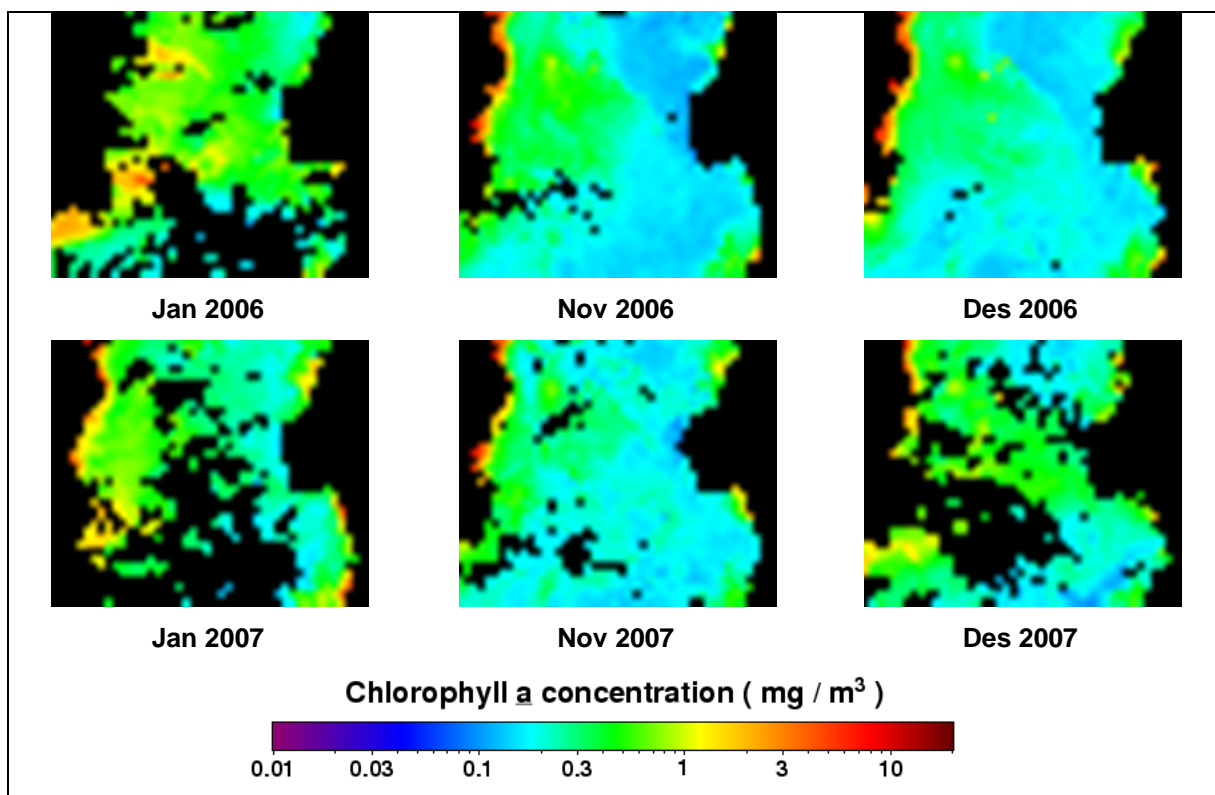 Jan 2006 Nov 2006 Des 2006
Jan 2007 Nov 2007 Des 2007
Chlorophyll a concentration ( mg / m³ )
0.01 0.03 0.1 0.3 1 3 10